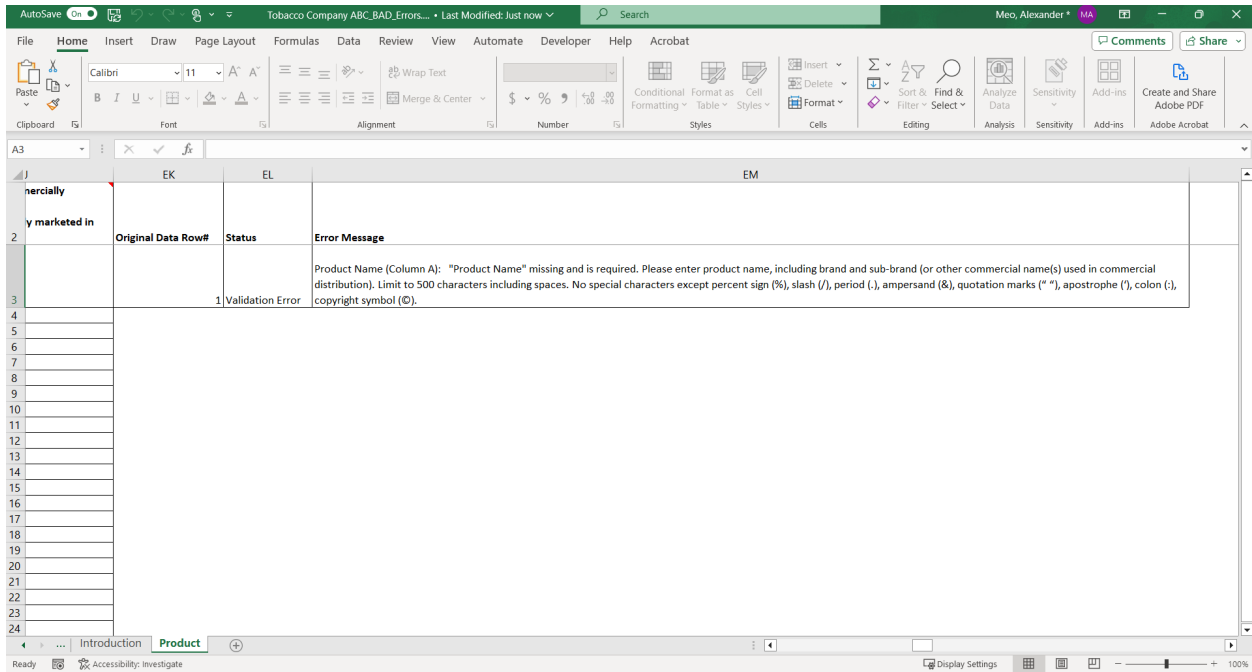 AutoSave On Tobacco Company ABC_BAD_Errors.... • Last Modified: Just now Search Meo, Alexander * MA
File Home Insert Draw Page Layout Formulas Data Review View Automate Developer Help Acrobat Comments Share
Paste Calibri 11 A^ A˅ Wrap Text Conditional Formatting Format as Table Cell Styles Insert Σ Sort & Filter Find & Select Analyze Data Sensitivity Add-ins Create and Share Adobe PDF
B I U A Merge & Center $ % 9 Delete
Format
Clipboard Font Alignment Number Styles Cells Editing Analysis Sensitivity Add-ins Adobe Acrobat
A3 fx
J EK EL EM
nercially
y marketed in
2 Original Data Row# Status Error Message
Product Name (Column A): "Product Name" missing and is required. Please enter product name, including brand and sub-brand (or other commercial name(s) used in commercial
distribution). Limit to 500 characters including spaces. No special characters except percent sign (%), slash (/), period (.), ampersand (&), quotation marks (“ “), apostrophe (‘), colon (:),
3 1 Validation Error copyright symbol (©).
4
5
6
7
8
9
10
11
12
13
14
15
16
17
18
19
20
21
22
23
24
... Introduction Product
Ready Accessibility: Investigate Display Settings 100%